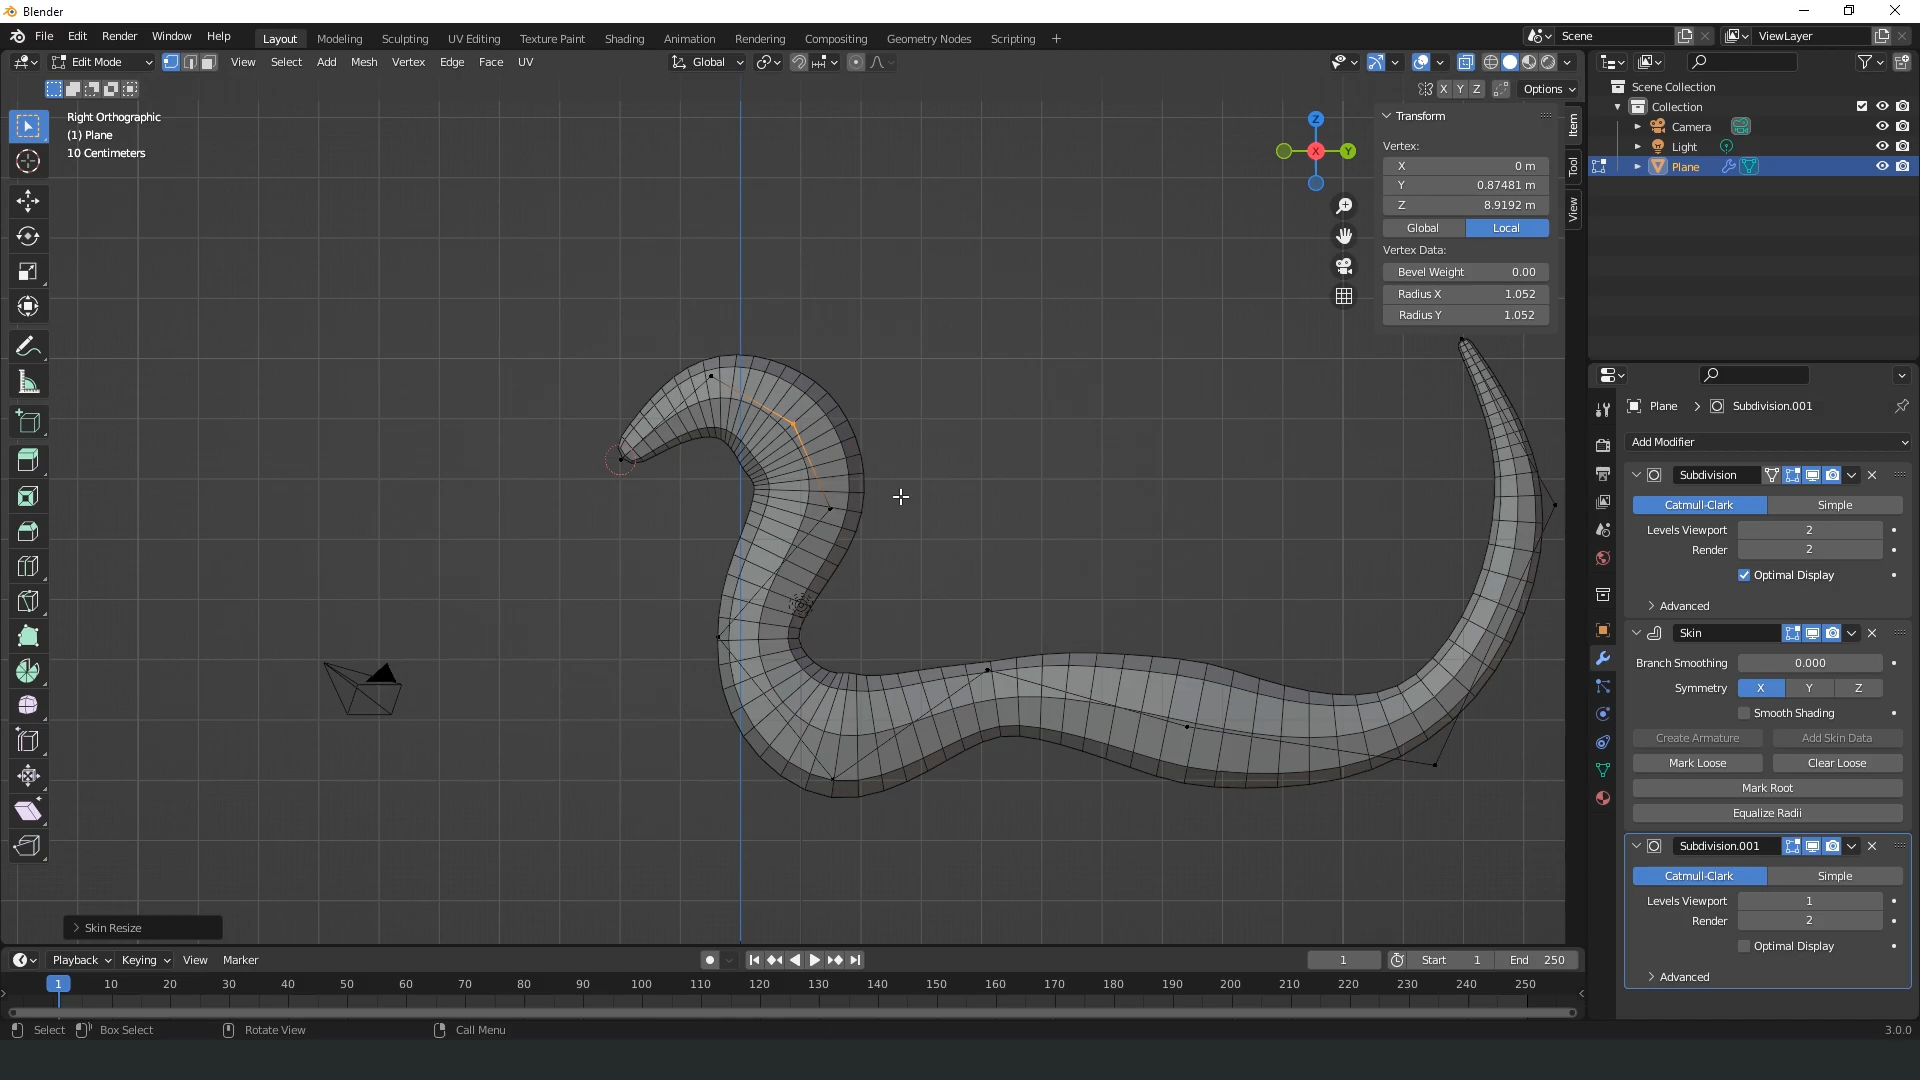 Blender
File Edit Render Window Help Layout Modeling Sculpting UV Editing Texture Paint Shading Animation Rendering Compositing Geometry Nodes Scripting + Scene ViewLayer
Edit Mode View Select Add Mesh Vertex Edge Face UV Global
X Y Z Options
Right Orthographic
(1) Plane
10 Centimeters
Z
X
Y
Transform
Vertex:
X 0 m
Y 0.87481 m
Z 8.9192 m
Global Local
Vertex Data:
Bevel Weight 0.00
Radius X 1.052
Radius Y 1.052
Item
Tool
View
Scene Collection
Collection
Camera
Light
Plane
Plane > Subdivision.001
Add Modifier
Subdivision
Catmull-Clark Simple
Levels Viewport 2
Render 2
Optimal Display
Advanced
Skin
Branch Smoothing 0.000
Symmetry X Y Z
Smooth Shading
Create Armature Add Skin Data
Mark Loose Clear Loose
Mark Root
Equalize Radii
Subdivision.001
Catmull-Clark Simple
Levels Viewport 1
Render 2
Optimal Display
Advanced
Skin Resize
Playback Keying View Marker 1 Start 1 End 250
1 10 20 30 40 50 60 70 80 90 100 110 120 130 140 150 160 170 180 190 200 210 220 230 240 250
Select Box Select Rotate View Call Menu 3.0.0